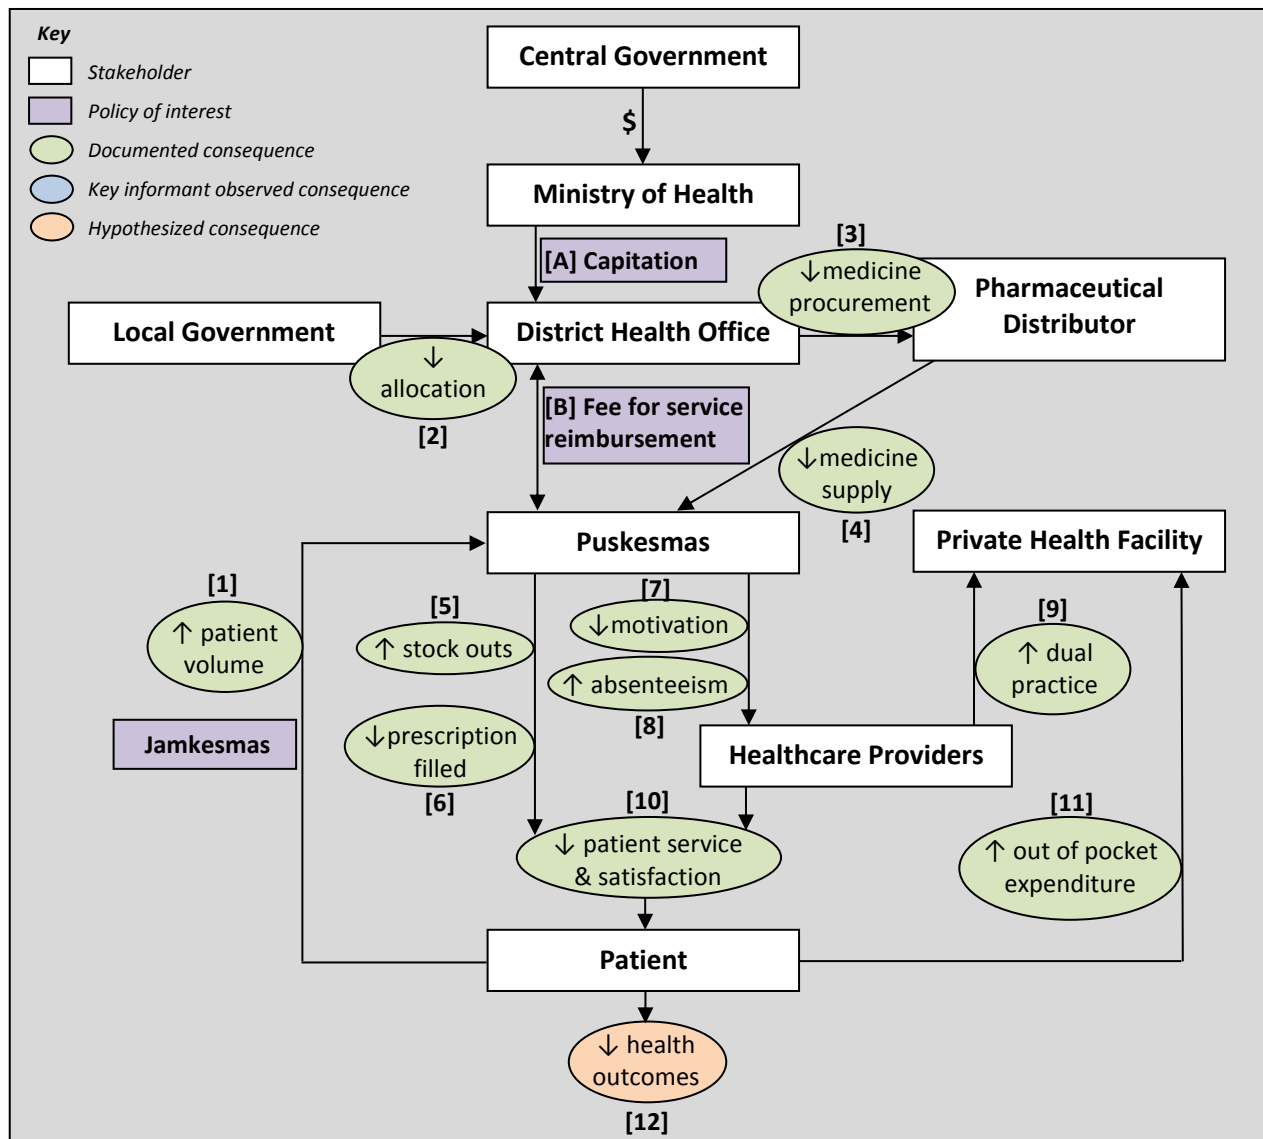 Key
Stakeholder
Policy of interest
Documented consequence
Key informant observed consequence
Hypothesized consequence
Central Government
$
Ministry of Health
[A] Capitation
[3]
↓medicine
procurement
Pharmaceutical
Distributor
Local Government
District Health Office
↓
allocation
[2]
[B] Fee for service
reimbursement
↓medicine
supply
[4]
Puskesmas
Private Health Facility
[1]
↑ patient
volume
Jamkesmas
[5]
↑ stock outs
↓prescription
filled
[6]
[7]
↓motivation
↑ absenteeism
[8]
[9]
↑ dual
practice
Healthcare Providers
[10]
↓ patient service
& satisfaction
[11]
↑ out of pocket
expenditure
Patient
↓ health
outcomes
[12]